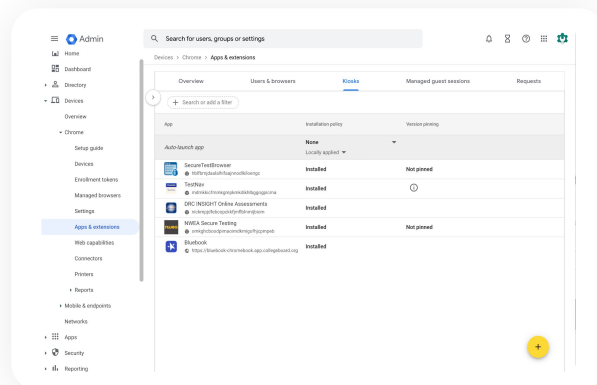 Admin
Search for users, groups or settings
Home
Dashboard
Directory
Devices
Overview
Chrome
Setup guide
Devices
Enrollment tokens
Managed browsers
Settings
Apps & extensions
Web capabilities
Connectors
Printers
Reports
Mobile & endpoints
Networks
Apps
Security
Reporting
Devices > Chrome > Apps & extensions
Overview Users & browsers Kiosks Managed guest sessions Requests
+ Search or add a filter
App Installation policy Version pinning
Auto-launch app None
Locally applied
SecureTestBrowser
Installed Not pinned
TestNav
Installed
DRC INSIGHT Online Assessments
Installed
NWEA Secure Testing
Installed Not pinned
Bluebook
https://bluebook-chromebook.app.collegeboard.org
Installed